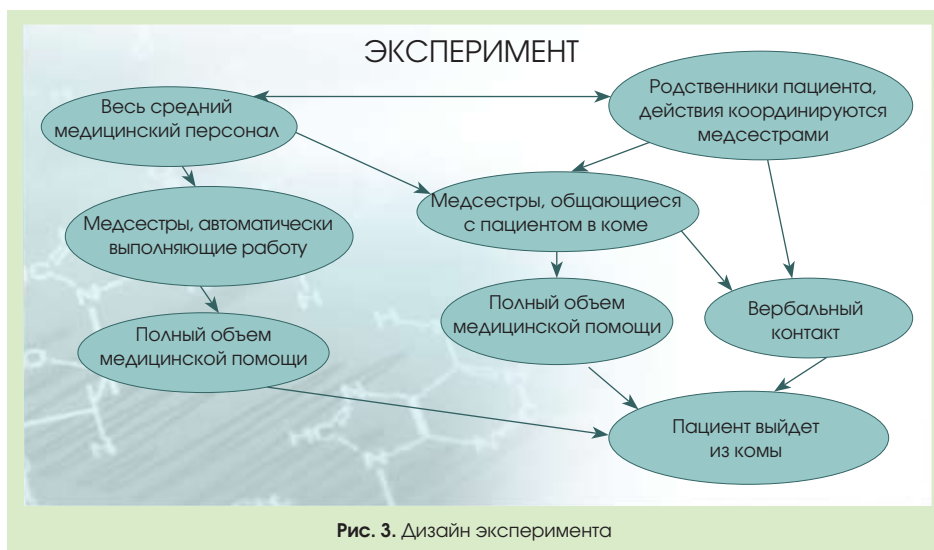 ЭКСПЕРИМЕНТ
Весь средний
медицинский персонал
Родственники пациента,
действия координируются
медсестрами
Медсестры, автоматически
выполняющие работу
Медсестры, общающиеся
с пациентом в коме
Полный объем
медицинской помощи
Полный объем
медицинской помощи
Вербальный
контакт
Пациент выйдет
из комы
Рис. 3. Дизайн эксперимента